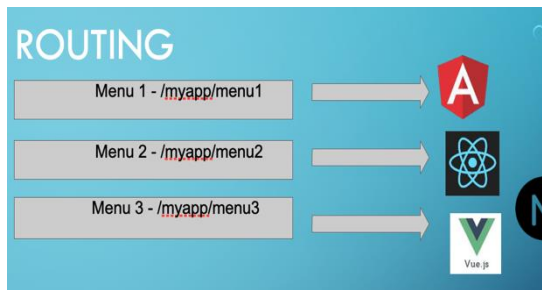 ROUTING
Menu 1 - /myapp/menu1
A
Menu 2 - /myapp/menu2
Menu 3 - /myapp/menu3
Vue.js